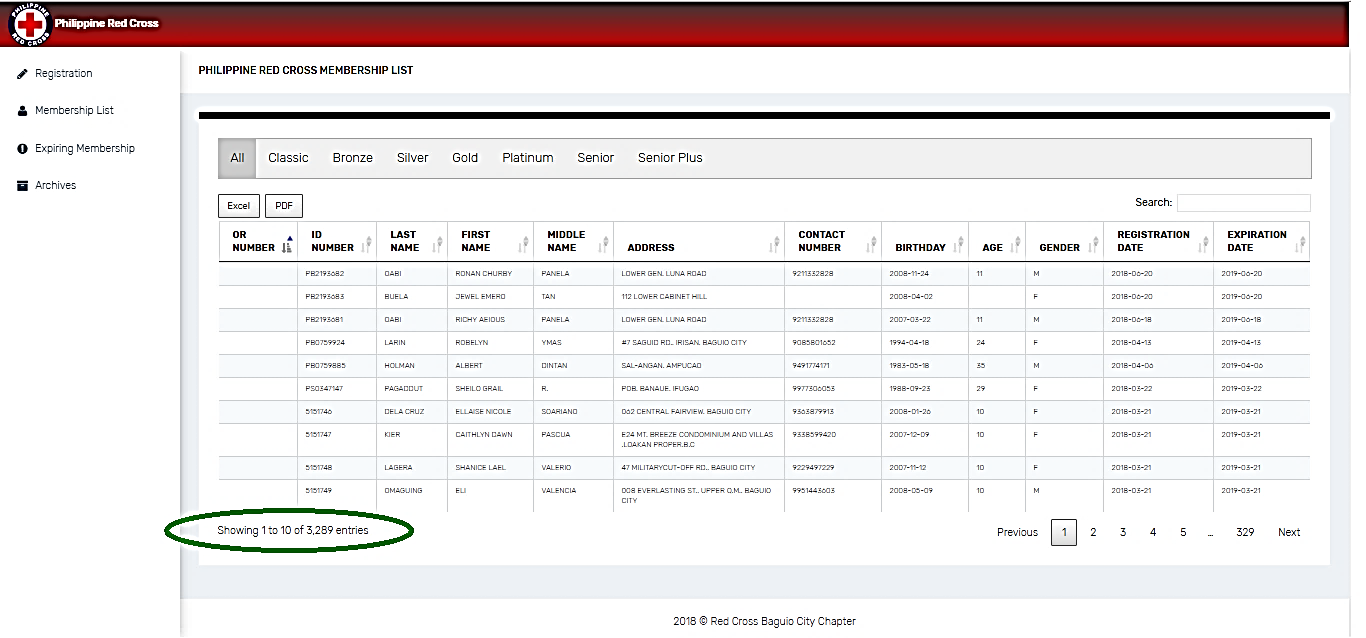 PHILIPPINE RED CROSS
Philippine Red Cross
Registration
Membership List
Expiring Membership
Archives
PHILIPPINE RED CROSS MEMBERSHIP LIST
All Classic Bronze Silver Gold Platinum Senior Senior Plus
Excel PDF Search:
OR NUMBER ID NUMBER LAST NAME FIRST NAME MIDDLE NAME ADDRESS CONTACT NUMBER BIRTHDAY AGE GENDER REGISTRATION DATE EXPIRATION DATE
PB2193682 OABI RONAN CHURBY PANELA LOWER GEN. LUNA ROAD 9211332828 2008-11-24 11 M 2018-06-20 2019-06-20
PB2193683 BUELA JEWEL EMERO TAN 112 LOWER CABINET HILL 2008-04-02 F 2018-06-20 2019-06-20
PB2193681 OABI RICHY AEIOUS PANELA LOWER GEN. LUNA ROAD 9211332828 2007-03-22 11 M 2018-06-18 2019-06-18
PB0759924 LARIN ROBELYN YMAS #7 SAGUID RD., IRISAN, BAGUIO CITY 9085801652 1994-04-18 24 F 2018-04-13 2019-04-13
PB0759885 HOLMAN ALBERT DINTAN SAL-ANGAN, AMPUCAO 9491774171 1983-05-18 35 M 2018-04-06 2019-04-06
PS0347147 PAGADDUT SHEILO GRAIL R. POB. BANAUE, IFUGAO 9977306053 1988-09-23 29 F 2018-03-22 2019-03-22
5151746 DELA CRUZ ELLAISE NICOLE SOARIANO 062 CENTRAL FAIRVIEW, BAGUIO CITY 9363879913 2008-01-26 10 F 2018-03-21 2019-03-21
5151747 KIER CAITHLYN DAWN PASCUA E24 MT. BREEZE CONDOMINIUM AND VILLAS 9338599420 2007-12-09 10 F 2018-03-21 2019-03-21
,LOAKAN PROPER,B.C
5151748 LAGERA SHANICE LAEL VALERIO 47 MILITARYCUT-OFF RD., BAGUIO CITY 9229497229 2007-11-12 10 F 2018-03-21 2019-03-21
5151749 OMAGUING ELI VALENCIA 008 EVERLASTING ST., UPPER Q.M., BAGUIO 9951443603 2008-05-09 10 M 2018-03-21 2019-03-21
CITY
Showing 1 to 10 of 3,289 entries Previous 1 2 3 4 5 … 329 Next
2018 © Red Cross Baguio City Chapter